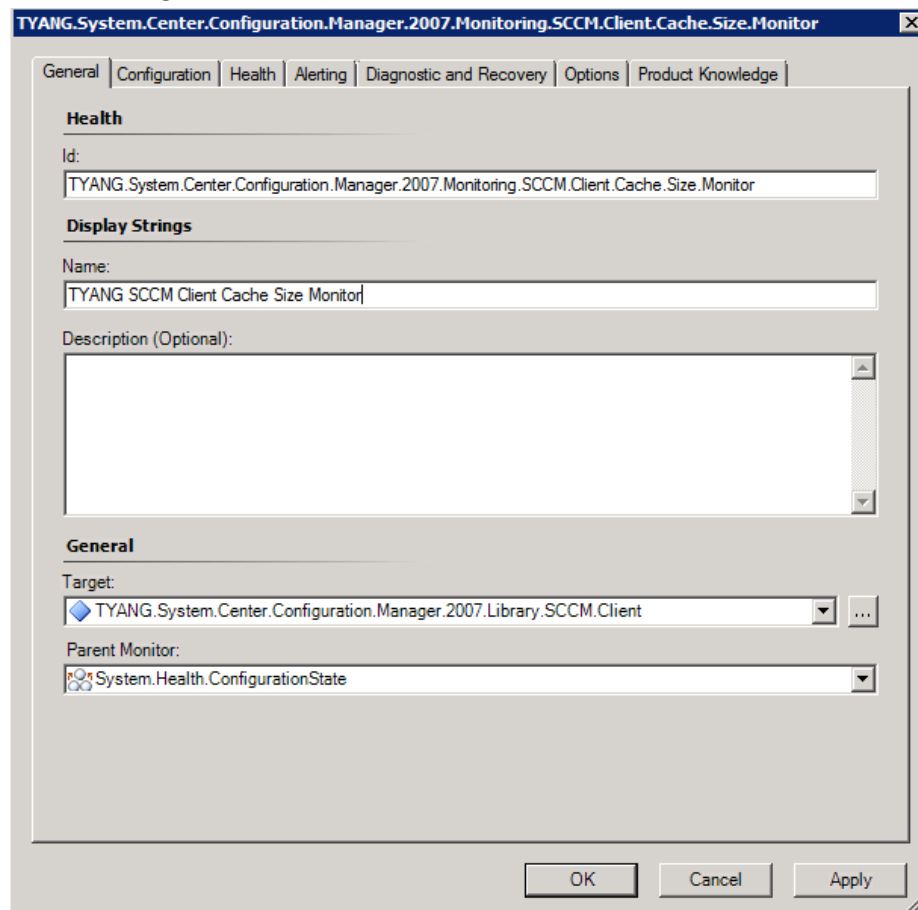 TYANG.System.Center.Configuration.Manager.2007.Monitoring.SCCM.Client.Cache.Size.Monitor
General Configuration Health Alerting Diagnostic and Recovery Options Product Knowledge
Health
Id:
TYANG.System.Center.Configuration.Manager.2007.Monitoring.SCCM.Client.Cache.Size.Monitor
Display Strings
Name:
TYANG SCCM Client Cache Size Monitor
Description (Optional):
General
Target:
TYANG.System.Center.Configuration.Manager.2007.Library.SCCM.Client ...
Parent Monitor:
System.Health.ConfigurationState
OK Cancel Apply